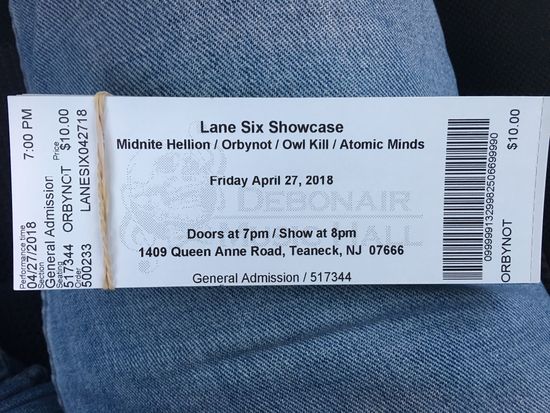 Performance time
04/27/2018 7:00 PM
Section
General Admission
Seating Price
517344 ORBYNOT $10.00
Order
500233 LANESIX042718
Lane Six Showcase
Midnite Hellion / Orbynot / Owl Kill / Atomic Minds
Friday April 27, 2018
DEBONAIR
MUSIC HALL
Doors at 7pm / Show at 8pm
1409 Queen Anne Road, Teaneck, NJ 07666
General Admission / 517344
0999991329982506699990
ORBYNOT $10.00